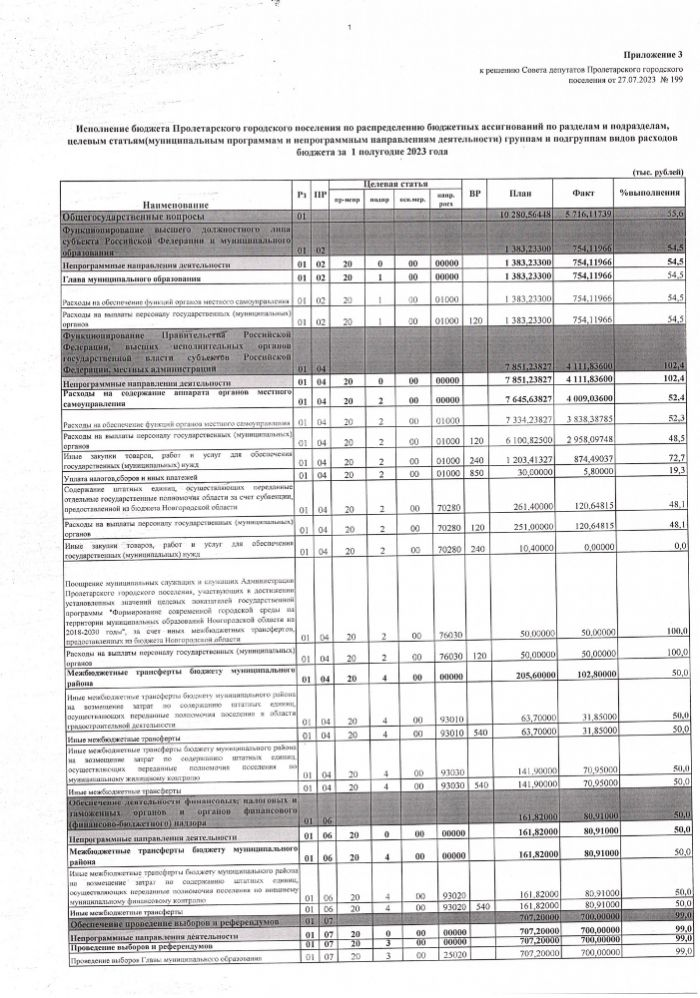 1
Приложение 3
к решению Совета депутатов Пролетарского городского
поселения от 27.07.2023 № 199
Исполнение бюджета Пролетарского городского поселения по распределению бюджетных ассигнований по разделам и подразделам,
целевым статьям(муниципальным программам и непрограммным направлениям деятельности) группам и подгруппам видов расходов
бюджета за 1 полугодие 2023 года
(тыс. рублей)
Наименование Рз ПР Целевая статья ВР План Факт %выполнения
пр-непр подпр осн.мер. напр.
расх
Общегосударственные вопросы 01 10 280,56448 5 716,11739 55,6
Функционирование высшего должностного лица
субъекта Российской Федерации и муниципального
образования 01 02 1 383,23300 754,11966 54,5
Непрограммные направления деятельности 01 02 20 0 00 00000 1 383,23300 754,11966 54,5
Глава муниципального образования 01 02 20 1 00 00000 1 383,23300 754,11966 54,5
Расходы на обеспечение функций органов местного самоуправления 01 02 20 1 00 01000 1 383,23300 754,11966 54,5
Расходы на выплаты персоналу государственных (муниципальных)
органов 01 02 20 1 00 01000 120 1 383,23300 754,11966 54,5
Функционирование Правительства Российской
Федерации, высших исполнительных органов
государственной власти субъектов Российской
Федерации, местных администраций 01 04 7 851,23827 4 111,83600 102,4
Непрограммные направления деятельности 01 04 20 0 00 00000 7 851,23827 4 111,83600 102,4
Расходы на содержание аппарата органов местного
самоуправления 01 04 20 2 00 00000 7 645,63827 4 009,03600 52,4
Расходы на обеспечение функций органов местного самоуправления 01 04 20 2 00 01000 7 334,23827 3 838,38785 52,3
Расходы на выплаты персоналу государственных (муниципальных)
органов 01 04 20 2 00 01000 120 6 100,82500 2 958,09748 48,5
Иные закупки товаров, работ и услуг для обеспечения
государственных (муниципальных) нужд 01 04 20 2 00 01000 240 1 203,41327 874,49037 72,7
Уплата налогов,сборов и иных платежей 01 04 20 2 00 01000 850 30,00000 5,80000 19,3
Содержание штатных единиц, осуществляющих переданные
отдельные государственные полномочия области за счет субвенции,
предоставленной из бюджета Новгородской области 01 04 20 2 00 70280 261,40000 120,64815 48,1
Расходы на выплаты персоналу государственных (муниципальных)
органов 01 04 20 2 00 70280 120 251,00000 120,64815 48,1
Иные закупки товаров, работ и услуг для обеспечения
государственных (муниципальных) нужд 01 04 20 2 00 70280 240 10,40000 0,00000 0,0
Поощрение муниципальных служащих и служащих Администрации
Пролетарского городского поселения, участвующих в достижении
установленных значений целевых показателей государственной
программы "Формирование современной городской среды на
территории муниципальных образований Новгородской области на
2018-2030 годы", за счет иных межбюджетных трансфертов,
предоставленных из бюджета Новгородской области 01 04 20 2 00 76030 50,00000 50,00000 100,0
Расходы на выплаты персоналу государственных (муниципальных)
органов 01 04 20 2 00 76030 120 50,00000 50,00000 100,0
Межбюджетные трансферты бюджету муниципального
района 01 04 20 4 00 00000 205,60000 102,80000 50,0
Иные межбюджетные трансферты бюджету муниципального района
на возмещение затрат по содержанию штатных единиц,
осуществляющих переданные полномочия поселения в области
градостроительной деятельности 01 04 20 4 00 93010 63,70000 31,85000 50,0
Иные межбюджетные трансферты 01 04 20 4 00 93010 540 63,70000 31,85000 50,0
Иные межбюджетные трансферты бюджету муниципального района
на возмещение затрат по содержанию штатных единиц,
осуществляющих переданные полномочия поселения по
муниципальному жилищному контролю 01 04 20 4 00 93030 141,90000 70,95000 50,0
Иные межбюджетные трансферты 01 04 20 4 00 93030 540 141,90000 70,95000 50,0
Обеспечение деятельности финансовых, налоговых и
таможенных органов и органов финансового
(финансово-бюджетного) надзора 01 06 161,82000 80,91000 50,0
Непрограммные направления деятельности 01 06 20 0 00 00000 161,82000 80,91000 50,0
Межбюджетные трансферты бюджету муниципального
района 01 06 20 4 00 00000 161,82000 80,91000 50,0
Иные межбюджетные трансферты бюджету муниципального района
по возмещение затрат по содержанию штатных единиц,
осуществляющих переданные полномочия поселения по внешнему
муниципальному финансовому контролю 01 06 20 4 00 93020 161,82000 80,91000 50,0
Иные межбюджетные трансферты 01 06 20 4 00 93020 540 161,82000 80,91000 50,0
Обеспечение проведение выборов и референдумов 01 07 707,20000 700,00000 99,0
Непрограммные направления деятельности 01 07 20 0 00 00000 707,20000 700,00000 99,0
Проведение выборов и референдумов 01 07 20 3 00 00000 707,20000 700,00000 99,0
Проведение выборов Главы муниципального образования 01 07 20 3 00 25020 707,20000 700,00000 99,0